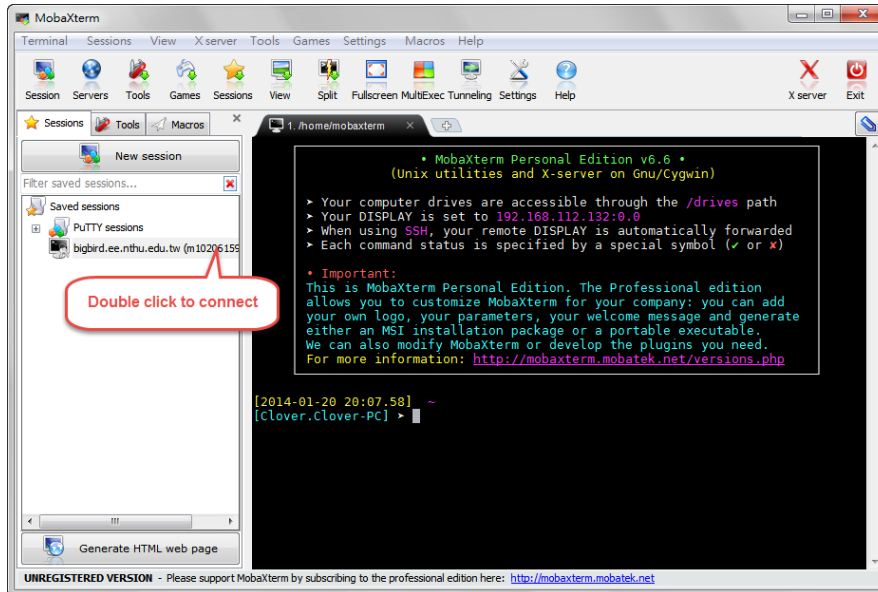 MobaXterm
Terminal Sessions View X server Tools Games Settings Macros Help
Session Servers Tools Games Sessions View Split Fullscreen MultiExec Tunneling Settings Help X server Exit
Sessions Tools Macros
1. /home/mobaxterm
New session
Filter saved sessions...
Saved sessions
PuTTY sessions
bigbird.ee.nthu.edu.tw (m10206159
Double click to connect
• MobaXterm Personal Edition v6.6 •
(Unix utilities and X-server on Gnu/Cygwin)
➤ Your computer drives are accessible through the /drives path
➤ Your DISPLAY is set to 192.168.112.132:0.0
➤ When using SSH, your remote DISPLAY is automatically forwarded
➤ Each command status is specified by a special symbol (✔ or ✘)
• Important:
This is MobaXterm Personal Edition. The Professional edition
allows you to customize MobaXterm for your company: you can add
your own logo, your parameters, your welcome message and generate
either an MSI installation package or a portable executable.
We can also modify MobaXterm or develop the plugins you need.
For more information: http://mobaxterm.mobatek.net/versions.php
[2014-01-20 20:07.58] ~
[Clover.Clover-PC] ➤
Generate HTML web page
UNREGISTERED VERSION - Please support MobaXterm by subscribing to the professional edition here: http://mobaxterm.mobatek.net